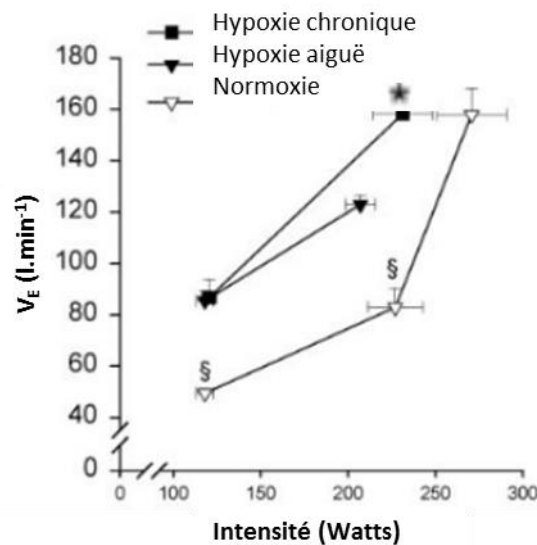 Hypoxie chronique
Hypoxie aiguë
Normoxie
180
160
140
120
100
80
60
40
0
V_E (l.min⁻¹)
★
§
§
0 100 150 200 250 300
Intensité (Watts)